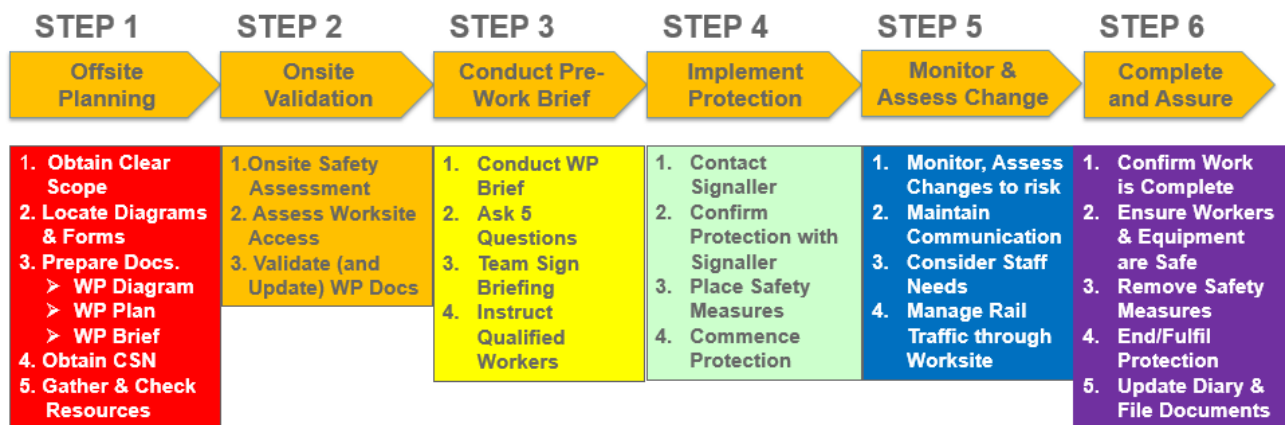 STEP 1
Offsite
Planning
1. Obtain Clear
Scope
2. Locate Diagrams
& Forms
3. Prepare Docs.
➢ WP Diagram
➢ WP Plan
➢ WP Brief
4. Obtain CSN
5. Gather & Check
Resources
STEP 2
Onsite
Validation
1.Onsite Safety
Assessment
2. Assess Worksite
Access
3. Validate (and
Update) WP Docs
STEP 3
Conduct Pre-
Work Brief
1. Conduct WP
Brief
2. Ask 5
Questions
3. Team Sign
Briefing
4. Instruct
Qualified
Workers
STEP 4
Implement
Protection
1. Contact
Signaller
2. Confirm
Protection with
Signaller
3. Place Safety
Measures
4. Commence
Protection
STEP 5
Monitor &
Assess Change
1. Monitor, Assess
Changes to risk
2. Maintain
Communication
3. Consider Staff
Needs
4. Manage Rail
Traffic through
Worksite
STEP 6
Complete
and Assure
1. Confirm Work
is Complete
2. Ensure Workers
& Equipment
are Safe
3. Remove Safety
Measures
4. End/Fulfil
Protection
5. Update Diary &
File Documents